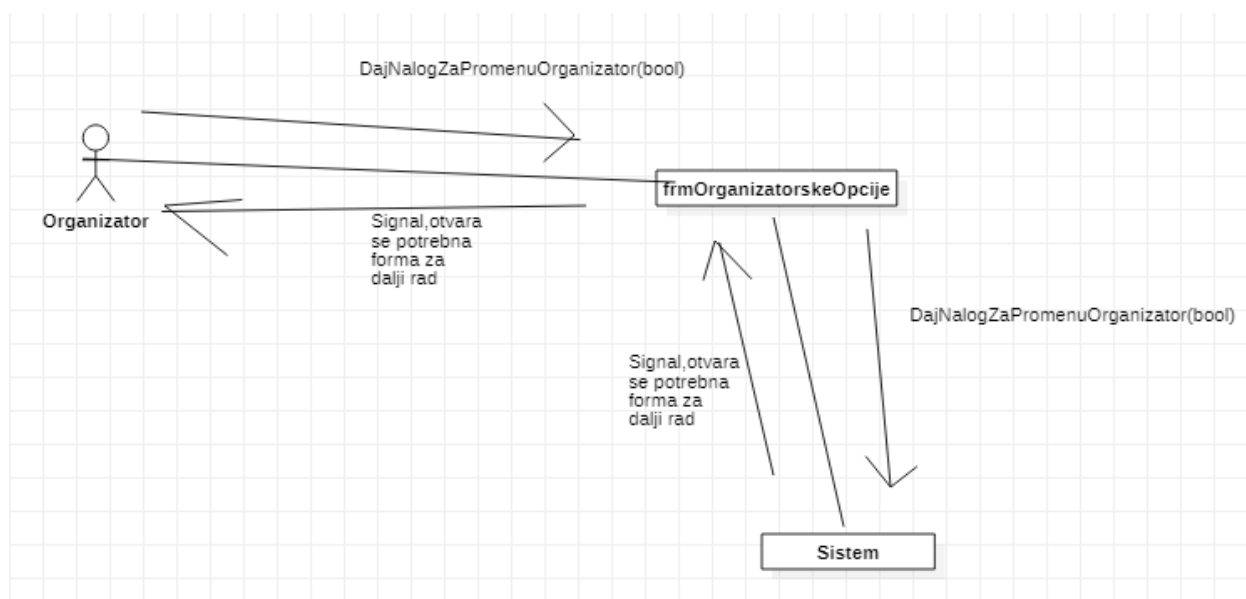 DajNalogZaPromenuOrganizator(bool)
frmOrganizatorskeOpcije
Organizator
Signal,otvara
se potrebna
forma za
dalji rad
DajNalogZaPromenuOrganizator(bool)
Signal,otvara
se potrebna
forma za
dalji rad
Sistem